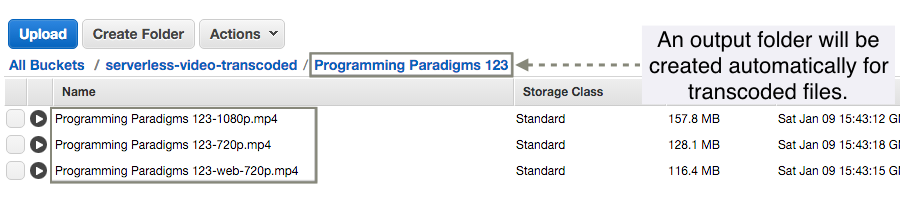 Upload Create Folder Actions
All Buckets / serverless-video-transcoded / Programming Paradigms 123
An output folder will be
created automatically for
transcoded files.
Name Storage Class
Programming Paradigms 123-1080p.mp4 Standard 157.8 MB Sat Jan 09 15:43:12 G
Programming Paradigms 123-720p.mp4 Standard 128.1 MB Sat Jan 09 15:43:18 G
Programming Paradigms 123-web-720p.mp4 Standard 116.4 MB Sat Jan 09 15:43:15 G